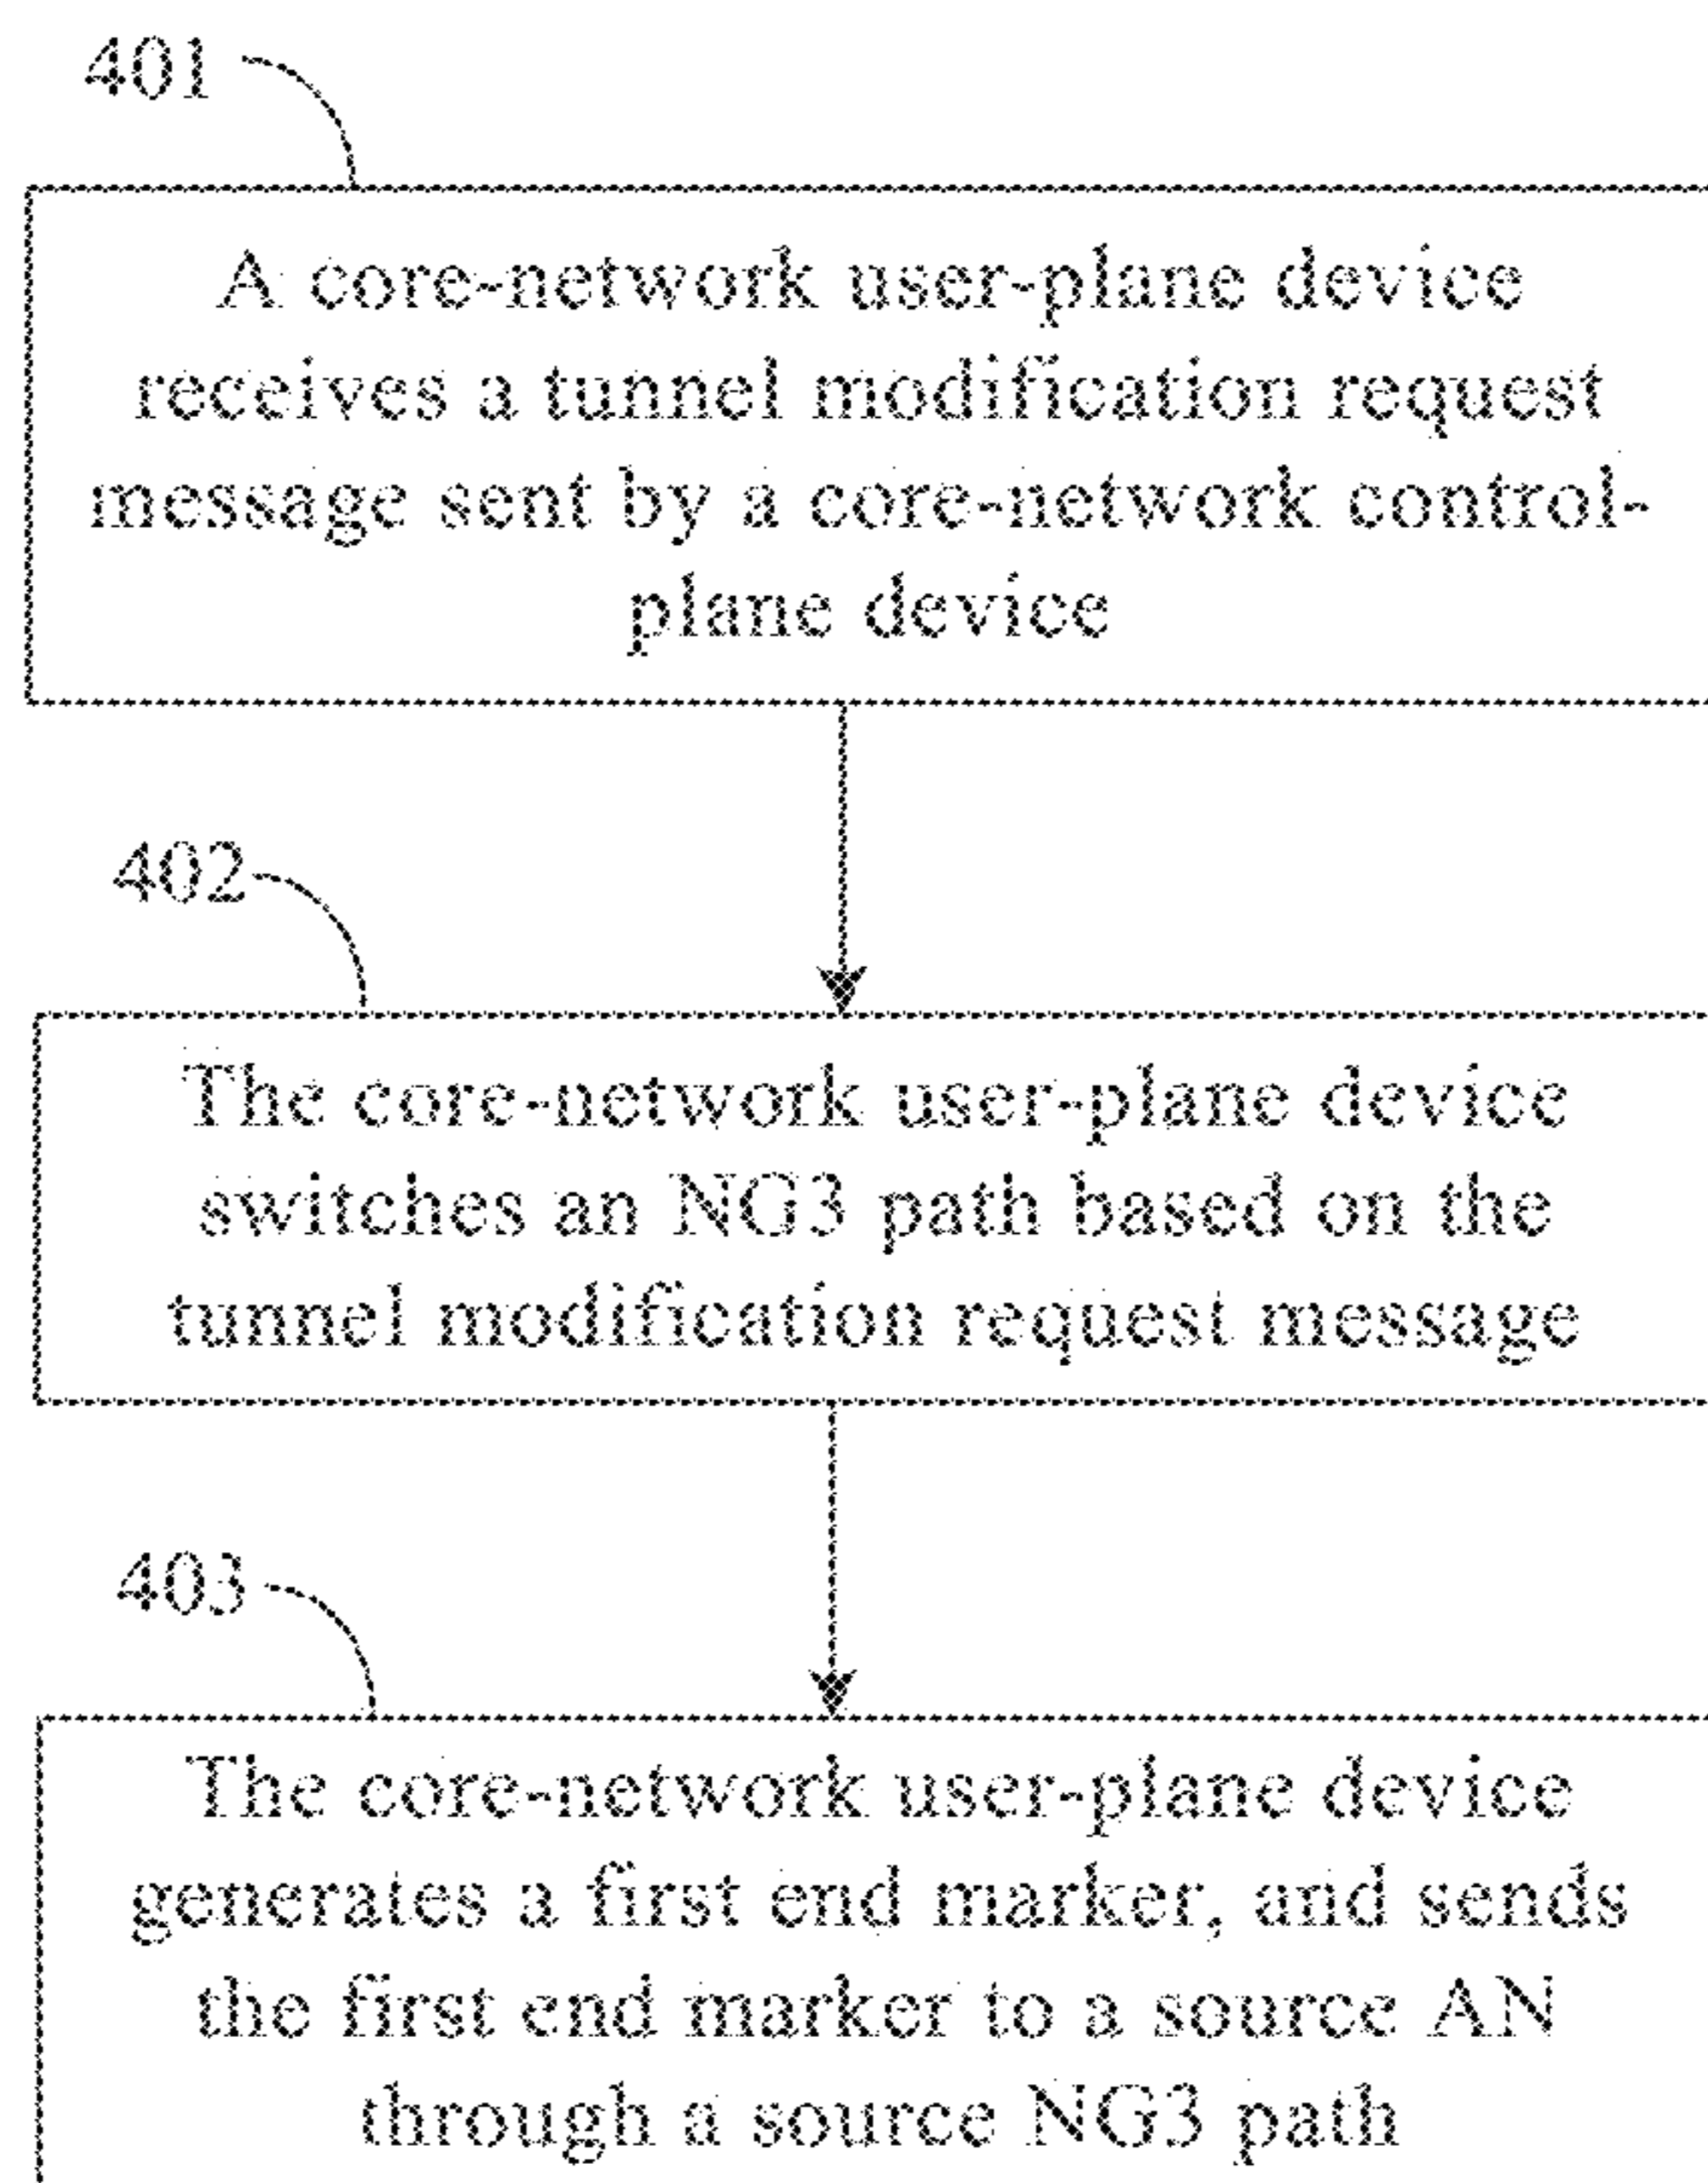 401
A core-network user-plane device
receives a tunnel modification request
message sent by a core-network control-
plane device
402
The core-network user-plane device
switches an NG3 path based on the
tunnel modification request message
403
The core-network user-plane device
generates a first end marker, and sends
the first end marker to a source AN
through a source NG3 path